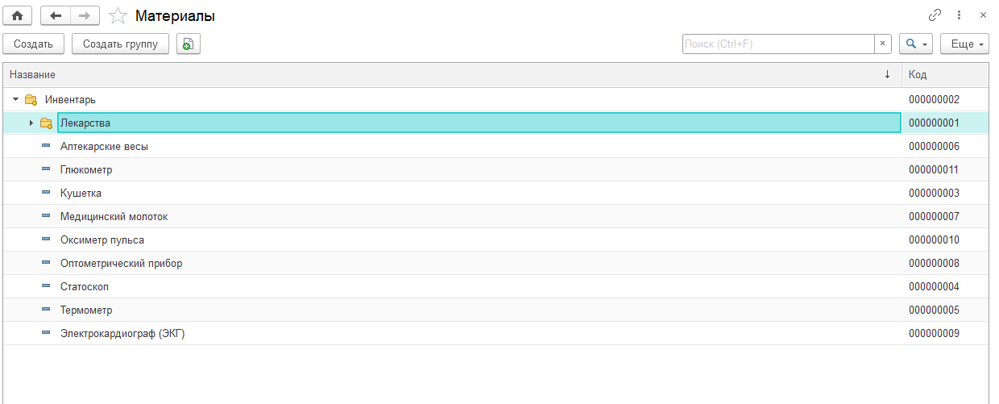 Материалы
Создать Создать группу Поиск (Ctrl+F) × Еще
Название ↓ Код
Инвентарь 000000002
Лекарства 000000001
Аптекарские весы 000000006
Глюкометр 000000011
Кушетка 000000003
Медицинский молоток 000000007
Оксиметр пульса 000000010
Оптометрический прибор 000000008
Статоскоп 000000004
Термометр 000000005
Электрокардиограф (ЭКГ) 000000009